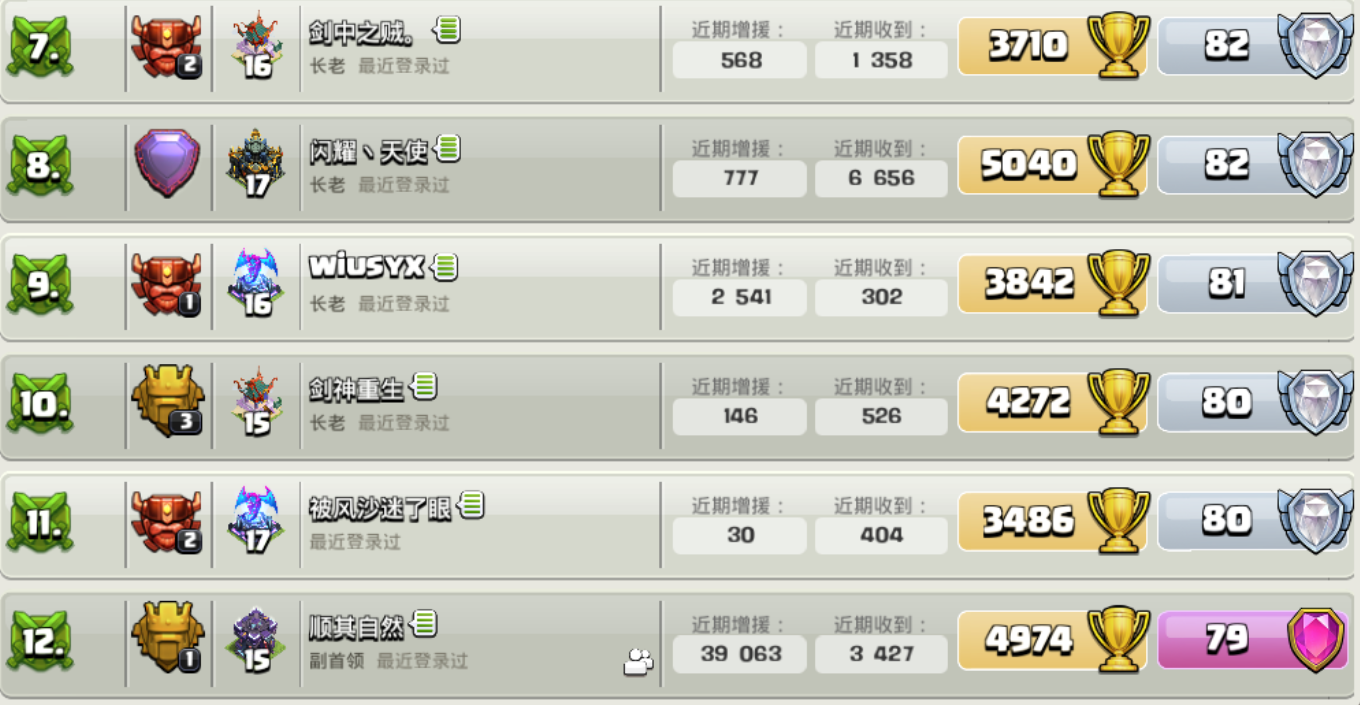 7. 2 16 剑中之贼。 近期增援： 近期收到： 3710 82
长老 最近登录过 568 1 358
8. 17 闪耀丶天使 近期增援： 近期收到： 5040 82
长老 最近登录过 777 6 656
9. 1 16 wiusyx 近期增援： 近期收到： 3842 81
长老 最近登录过 2 541 302
10. 3 15 剑神重生 近期增援： 近期收到： 4272 80
长老 最近登录过 146 526
11. 2 17 被风沙迷了眼 近期增援： 近期收到： 3486 80
最近登录过 30 404
12. 1 15 顺其自然 近期增援： 近期收到： 4974 79
副首领 最近登录过 39 063 3 427